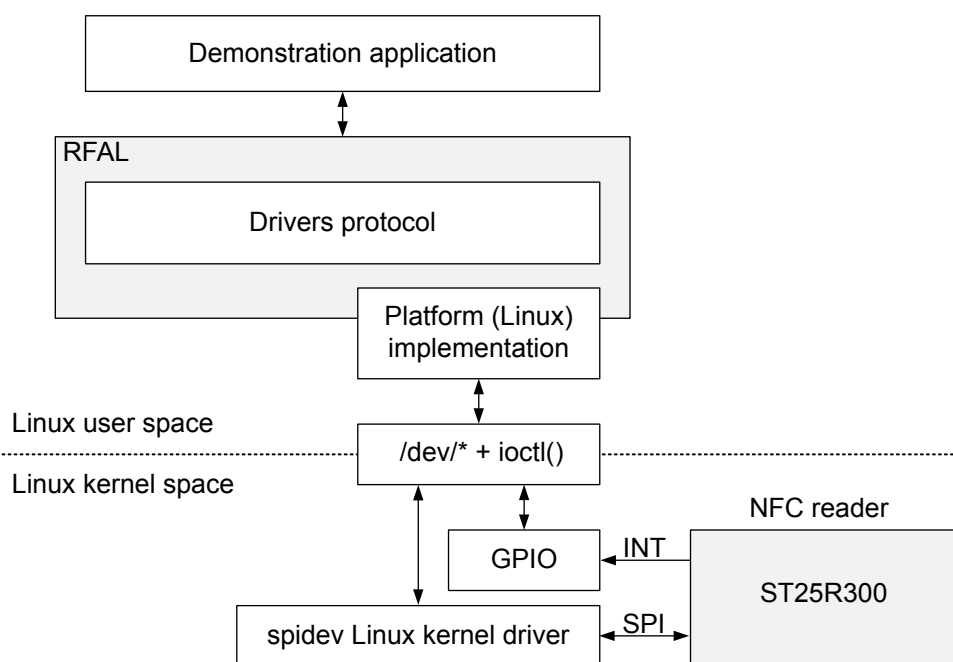 Demonstration application
RFAL
Drivers protocol
Platform (Linux)
implementation
Linux user space
/dev/* + ioctl()
Linux kernel space
NFC reader
GPIO
INT
ST25R300
spidev Linux kernel driver
SPI